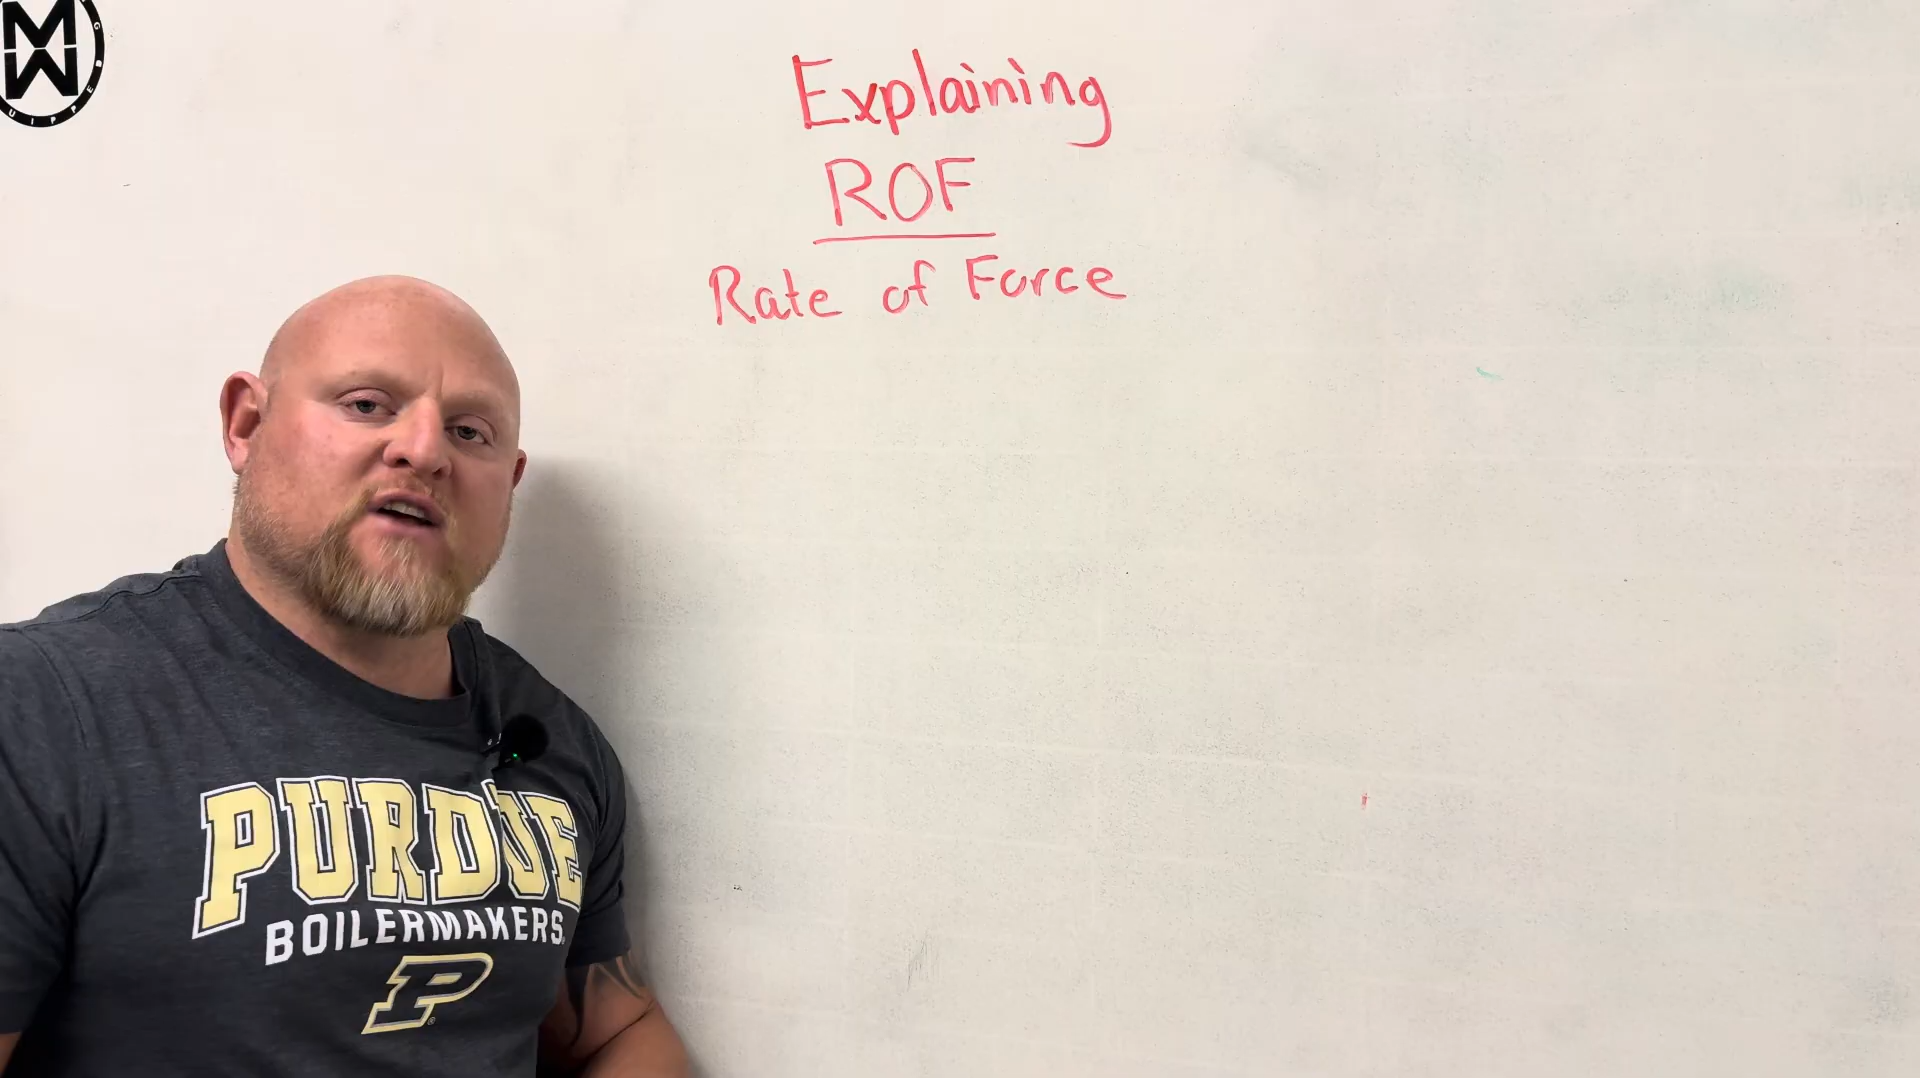 Explaining
ROF
Rate of Force
PURDUE
BOILERMAKERS
P